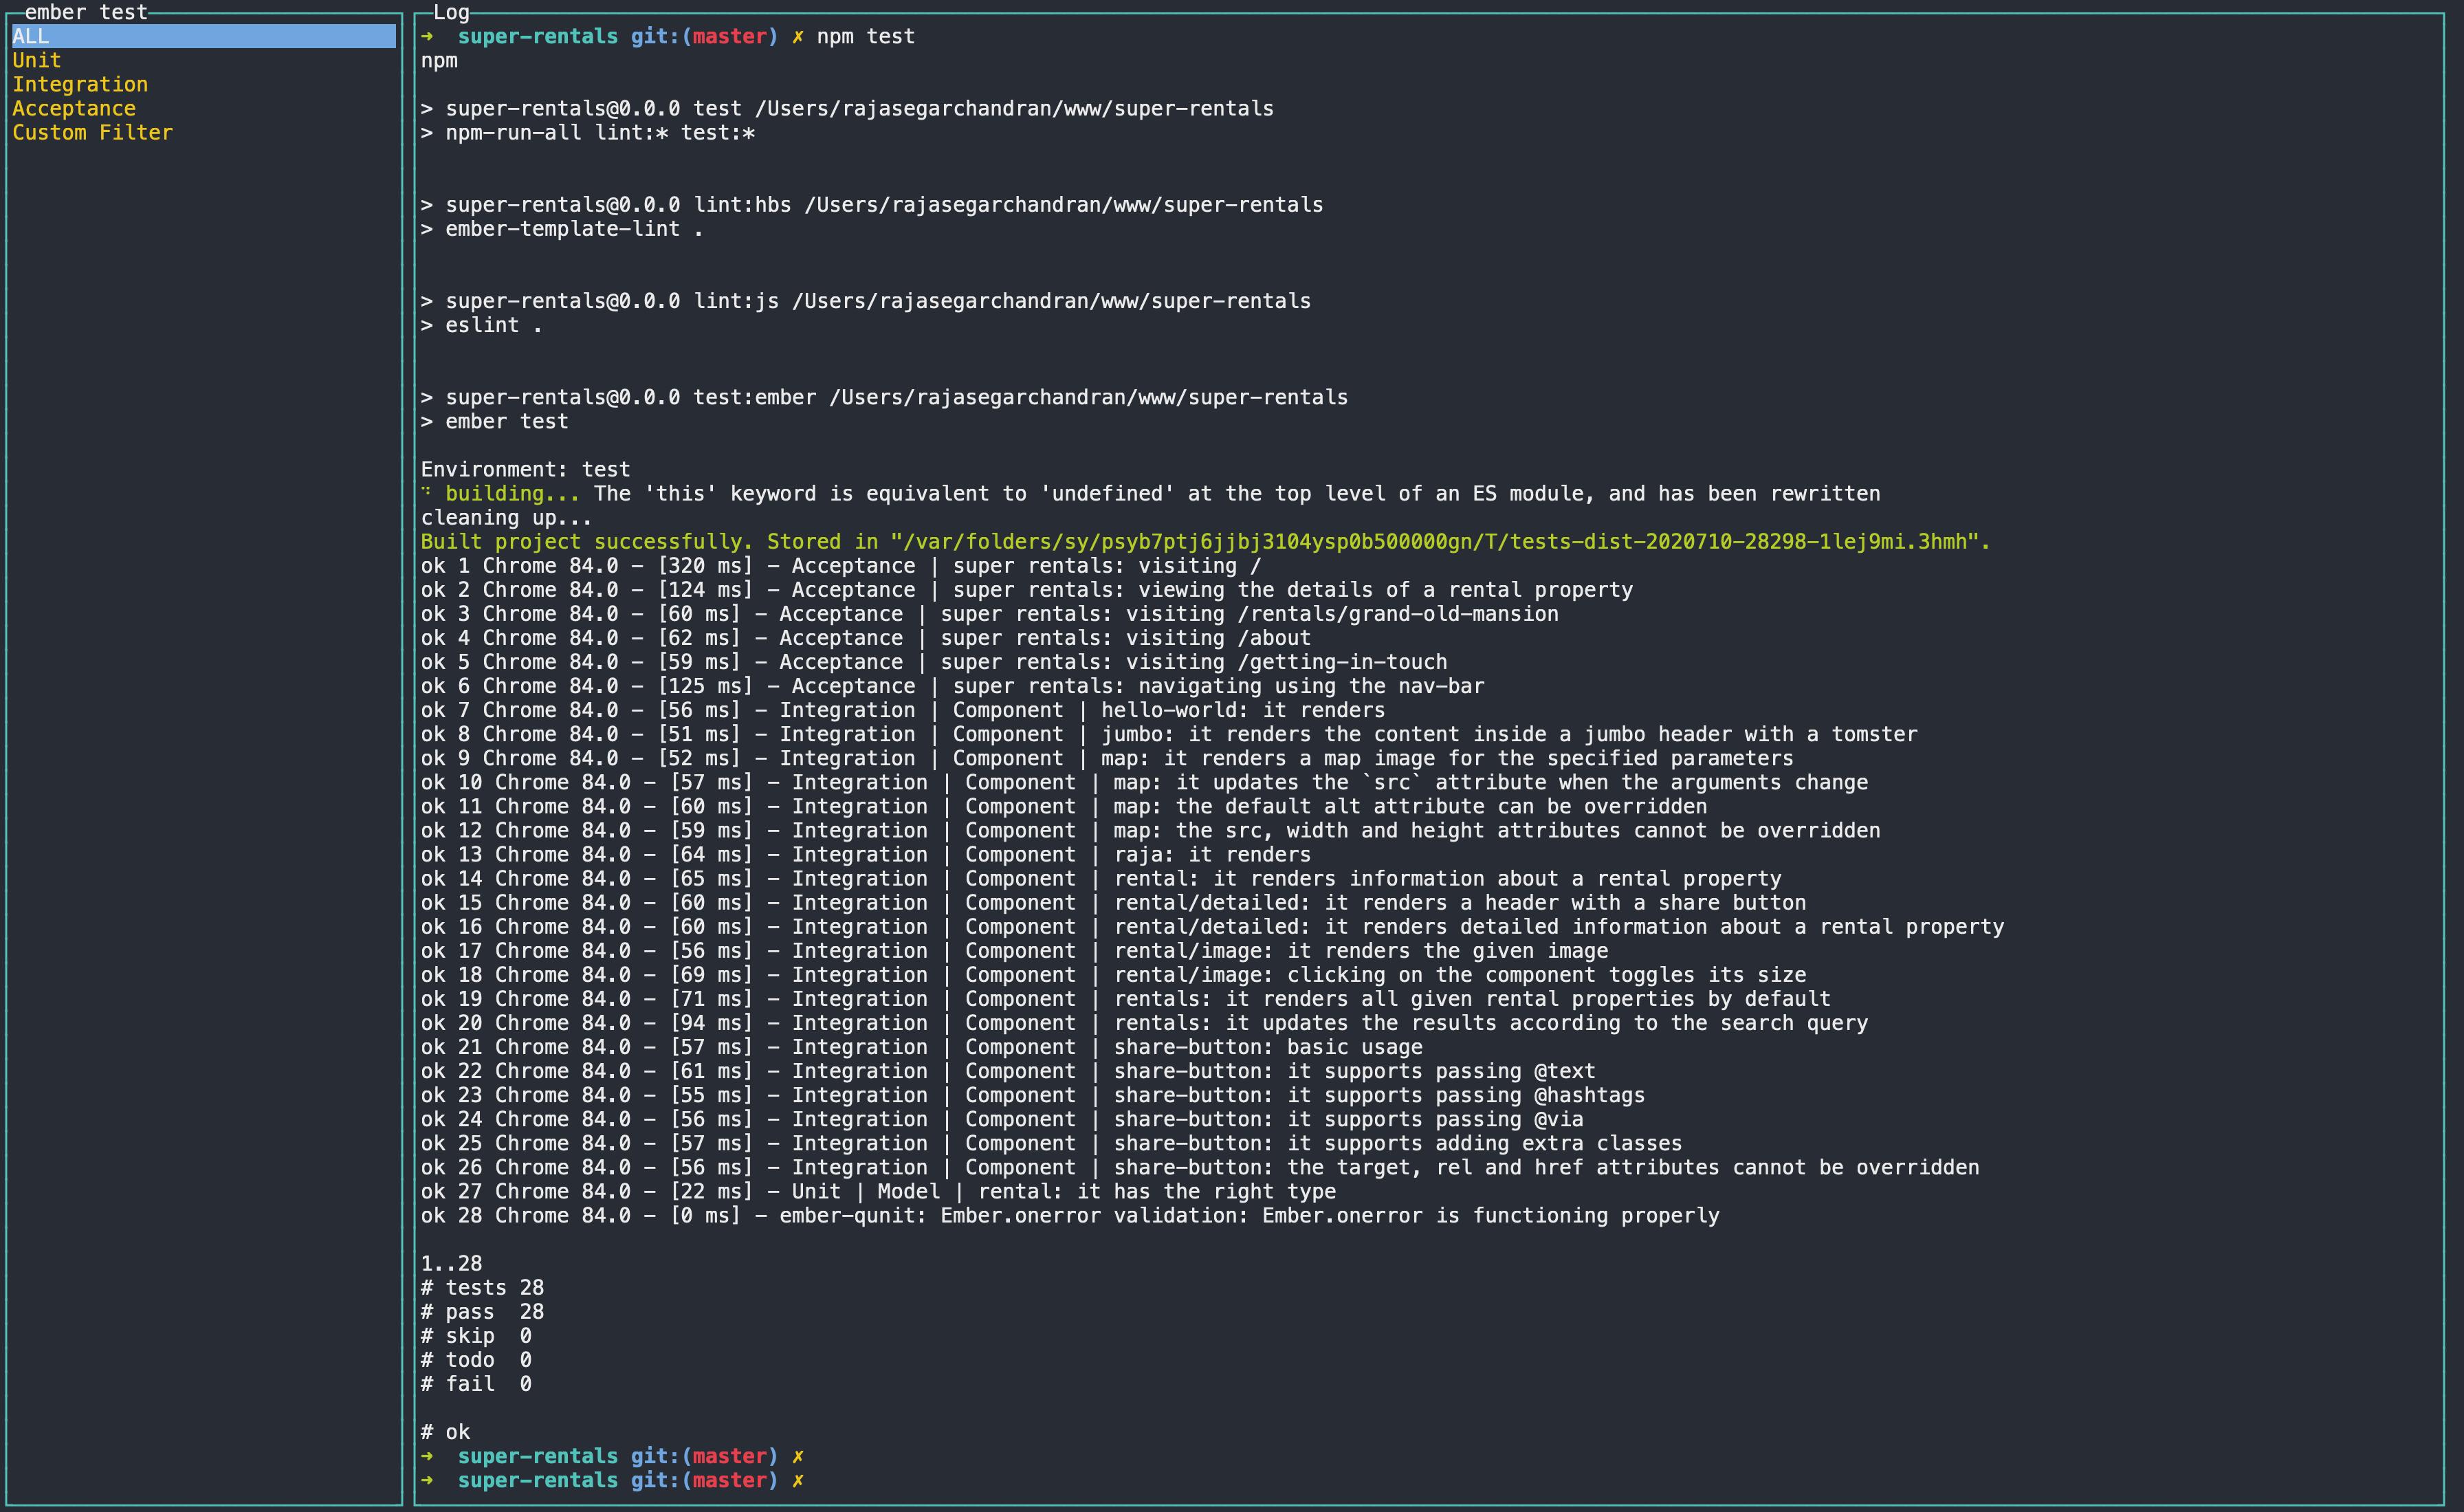 ember test
ALL
Unit
Integration
Acceptance
Custom Filter
Log
➜  super-rentals git:(master) ✗ npm test
npm
> super-rentals@0.0.0 test /Users/rajasegarchandran/www/super-rentals
> npm-run-all lint:* test:*
> super-rentals@0.0.0 lint:hbs /Users/rajasegarchandran/www/super-rentals
> ember-template-lint .
> super-rentals@0.0.0 lint:js /Users/rajasegarchandran/www/super-rentals
> eslint .
> super-rentals@0.0.0 test:ember /Users/rajasegarchandran/www/super-rentals
> ember test
Environment: test
building... The 'this' keyword is equivalent to 'undefined' at the top level of an ES module, and has been rewritten
cleaning up...
Built project successfully. Stored in "/var/folders/sy/psyb7ptj6jjbj3104ysp0b500000gn/T/tests-dist-2020710-28298-1lej9mi.3hmh".
ok 1 Chrome 84.0 - [320 ms] - Acceptance | super rentals: visiting /
ok 2 Chrome 84.0 - [124 ms] - Acceptance | super rentals: viewing the details of a rental property
ok 3 Chrome 84.0 - [60 ms] - Acceptance | super rentals: visiting /rentals/grand-old-mansion
ok 4 Chrome 84.0 - [62 ms] - Acceptance | super rentals: visiting /about
ok 5 Chrome 84.0 - [59 ms] - Acceptance | super rentals: visiting /getting-in-touch
ok 6 Chrome 84.0 - [125 ms] - Acceptance | super rentals: navigating using the nav-bar
ok 7 Chrome 84.0 - [56 ms] - Integration | Component | hello-world: it renders
ok 8 Chrome 84.0 - [51 ms] - Integration | Component | jumbo: it renders the content inside a jumbo header with a tomster
ok 9 Chrome 84.0 - [52 ms] - Integration | Component | map: it renders a map image for the specified parameters
ok 10 Chrome 84.0 - [57 ms] - Integration | Component | map: it updates the `src` attribute when the arguments change
ok 11 Chrome 84.0 - [60 ms] - Integration | Component | map: the default alt attribute can be overridden
ok 12 Chrome 84.0 - [59 ms] - Integration | Component | map: the src, width and height attributes cannot be overridden
ok 13 Chrome 84.0 - [64 ms] - Integration | Component | raja: it renders
ok 14 Chrome 84.0 - [65 ms] - Integration | Component | rental: it renders information about a rental property
ok 15 Chrome 84.0 - [60 ms] - Integration | Component | rental/detailed: it renders a header with a share button
ok 16 Chrome 84.0 - [60 ms] - Integration | Component | rental/detailed: it renders detailed information about a rental property
ok 17 Chrome 84.0 - [56 ms] - Integration | Component | rental/image: it renders the given image
ok 18 Chrome 84.0 - [69 ms] - Integration | Component | rental/image: clicking on the component toggles its size
ok 19 Chrome 84.0 - [71 ms] - Integration | Component | rentals: it renders all given rental properties by default
ok 20 Chrome 84.0 - [94 ms] - Integration | Component | rentals: it updates the results according to the search query
ok 21 Chrome 84.0 - [57 ms] - Integration | Component | share-button: basic usage
ok 22 Chrome 84.0 - [61 ms] - Integration | Component | share-button: it supports passing @text
ok 23 Chrome 84.0 - [55 ms] - Integration | Component | share-button: it supports passing @hashtags
ok 24 Chrome 84.0 - [56 ms] - Integration | Component | share-button: it supports passing @via
ok 25 Chrome 84.0 - [57 ms] - Integration | Component | share-button: it supports adding extra classes
ok 26 Chrome 84.0 - [56 ms] - Integration | Component | share-button: the target, rel and href attributes cannot be overridden
ok 27 Chrome 84.0 - [22 ms] - Unit | Model | rental: it has the right type
ok 28 Chrome 84.0 - [0 ms] - ember-qunit: Ember.onerror validation: Ember.onerror is functioning properly
1..28
# tests 28
# pass  28
# skip  0
# todo  0
# fail  0
# ok
➜  super-rentals git:(master) ✗
➜  super-rentals git:(master) ✗